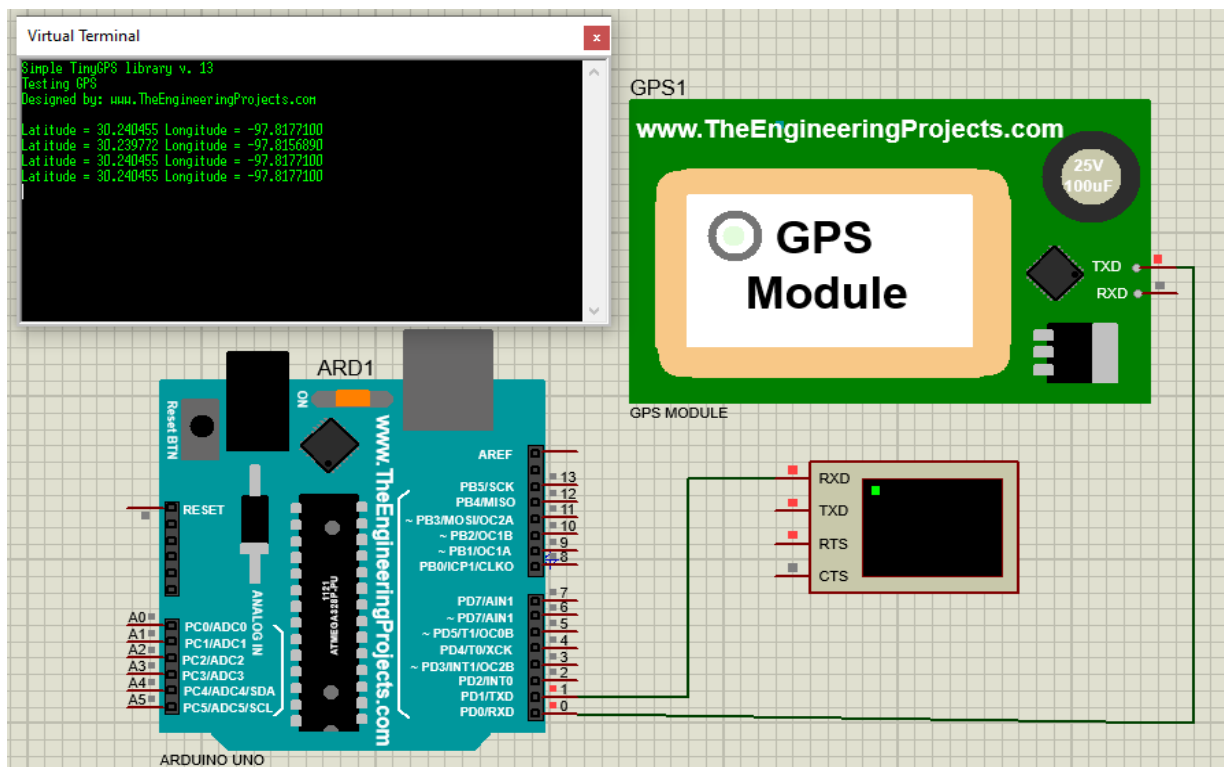 Virtual Terminal
x
Simple TinyGPS library v. 13
Testing GPS
Designed by: www.TheEngineeringProjects.com
Latitude = 30.240455 Longitude = -97.8177100
Latitude = 30.239772 Longitude = -97.8156890
Latitude = 30.240455 Longitude = -97.8177100
Latitude = 30.240455 Longitude = -97.8177100
GPS1
www.TheEngineeringProjects.com
25V
100uF
GPS
Module
TXD
RXD
GPS MODULE
ARD1
ON
Reset BTN
www.TheEngineeringProjects.com
1121
ATMEGA328P-PU
ANALOG IN
RESET
A0 PC0/ADC0
A1 PC1/ADC1
A2 PC2/ADC2
A3 PC3/ADC3
A4 PC4/ADC4/SDA
A5 PC5/ADC5/SCL
AREF
PB5/SCK 13
PB4/MISO 12
~ PB3/MOSI/OC2A 11
~ PB2/OC1B 10
~ PB1/OC1A 9
PB0/ICP1/CLKO 8
PD7/AIN1 7
~ PD7/AIN1 6
~ PD5/T1/OC0B 5
PD4/T0/XCK 4
~ PD3/INT1/OC2B 3
PD2/INT0 2
PD1/TXD 1
PD0/RXD 0
ARDUINO UNO
RXD
TXD
RTS
CTS